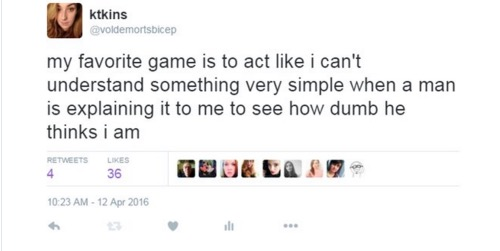 ktkins
@voldemortsbicep
my favorite game is to act like i can't
understand something very simple when a man
is explaining it to me to see how dumb he
thinks i am
RETWEETS LIKES
4 36
10:23 AM - 12 Apr 2016